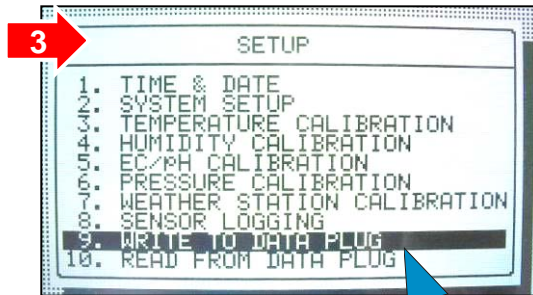 3
SETUP
1. TIME & DATE
2. SYSTEM SETUP
3. TEMPERATURE CALIBRATION
4. HUMIDITY CALIBRATION
5. EC/pH CALIBRATION
6. PRESSURE CALIBRATION
7. WEATHER STATION CALIBRATION
8. SENSOR LOGGING
9. WRITE TO DATA PLUG
10. READ FROM DATA PLUG